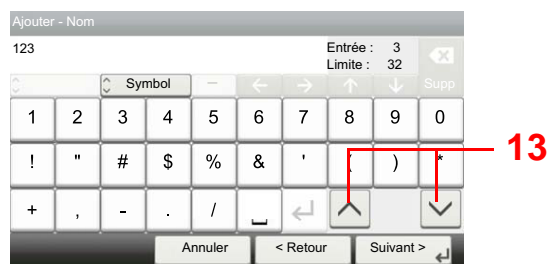 Ajouter - Nom
123 Entrée : 3
Limite : 32
Symbol Supp
1 2 3 4 5 6 7 8 9 0
! " # $ % & ' ( ) *
+ , - . /
13
Annuler < Retour Suivant >